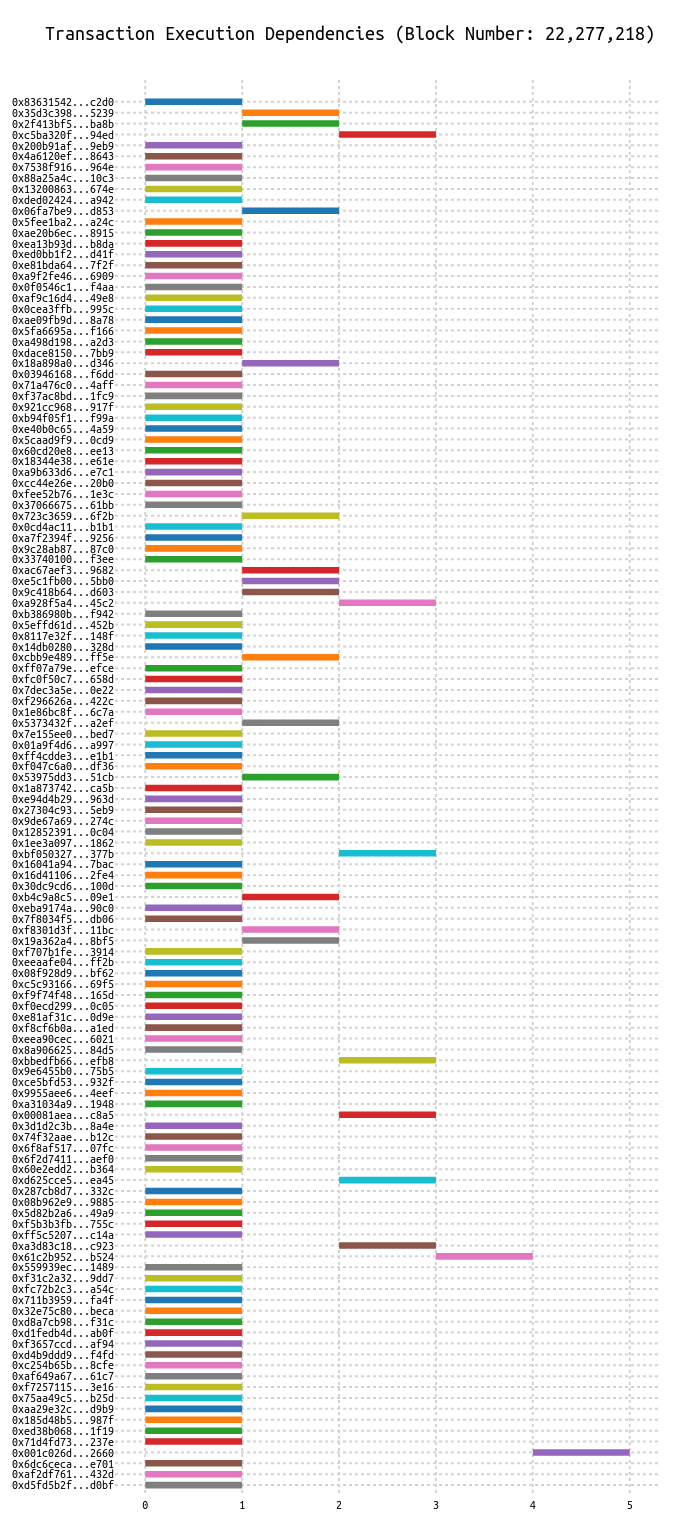 Transaction Execution Dependencies (Block Number: 22,277,218)
0x83631542...c2d0
0x35d3c398...5239
0x2f413bf5...ba8b
0xc5ba320f...94ed
0x200b91af...9eb9
0x4a6120ef...8643
0x7538f916...964e
0x88a25a4c...10c3
0x13200863...674e
0xded02424...a942
0x06fa7be9...d853
0x5fee1ba2...a24c
0xae20b6ec...8915
0xea13b93d...b8da
0xed0bb1f2...d41f
0xe81bda64...7f2f
0xa9f2fe46...6909
0x0f0546c1...f4aa
0xaf9c16d4...49e8
0x0cea3ffb...995c
0xae09fb9d...8a78
0x5fa6695a...f166
0xa498d198...a2d3
0xdace8150...7bb9
0x18a898a0...d346
0x03946168...f6dd
0x71a476c0...4aff
0xf37ac8bd...1fc9
0x921cc968...917f
0xb94f05f1...f99a
0xe40b0c65...4a59
0x5caad9f9...0cd9
0x60cd20e8...ee13
0x18344e38...e61e
0xa9b633d6...e7c1
0xcc44e26e...20b0
0xfee52b76...1e3c
0x37066675...61bb
0x723c3659...6f2b
0x0cd4ac11...b1b1
0xa7f2394f...9256
0x9c28ab87...87c0
0x33740100...f3ee
0xac67aef3...9682
0xe5c1fb00...5bb0
0x9c418b64...d603
0xa928f5a4...45c2
0xb386980b...f942
0x5effd61d...452b
0x8117e32f...148f
0x14db0280...328d
0xcbb9e489...ff5e
0xff07a79e...efce
0xfc0f50c7...658d
0x7dec3a5e...0e22
0xf296626a...422c
0x1e86bc8f...6c7a
0x5373432f...a2ef
0x7e155ee0...bed7
0x01a9f4d6...a997
0xff4cdde3...e1b1
0xf047c6a0...df36
0x53975dd3...51cb
0x1a873742...ca5b
0xe94d4b29...963d
0x27304c93...5eb9
0x9de67a69...274c
0x12852391...0c04
0x1ee3a097...1862
0xbf050327...377b
0x16041a94...7bac
0x16d41106...2fe4
0x30dc9cd6...100d
0xb4c9a8c5...09e1
0xeba9174a...90c0
0x7f8034f5...db06
0xf8301d3f...11bc
0x19a362a4...8bf5
0xf707b1fe...3914
0xeeaafe04...ff2b
0x08f928d9...bf62
0xc5c93166...69f5
0xf9f74f48...165d
0xf0ecd299...0c05
0xe81af31c...0d9e
0xf8cf6b0a...a1ed
0xeea90cec...6021
0x8a906625...84d5
0xbbedfb66...efb8
0x9e6455b0...75b5
0xce5bfd53...932f
0x9955aee6...4eef
0xa31034a9...1948
0x00081aea...c8a5
0x3d1d2c3b...8a4e
0x74f32aae...b12c
0x6f8af517...07fc
0x6f2d7411...aef0
0x60e2edd2...b364
0xd625cce5...ea45
0x287cb8d7...332c
0x08b962e9...9885
0x5d82b2a6...49a9
0xf5b3b3fb...755c
0xff5c5207...c14a
0xa3d83c18...c923
0x61c2b952...b524
0x559939ec...1489
0xf31c2a32...9dd7
0xfc72b2c3...a54c
0x711b3959...fa4f
0x32e75c80...beca
0xd8a7cb98...f31c
0xd1fedb4d...ab0f
0xf3657ccd...af94
0xd4b9ddd9...f4fd
0xc254b65b...8cfe
0xaf649a67...61c7
0xf7257115...3e16
0x75aa49c5...b25d
0xaa29e32c...d9b9
0x185d48b5...987f
0xed38b068...1f19
0x71d4fd73...237e
0x001c026d...2660
0x6dc6ceca...e701
0xaf2df761...432d
0xd5fd5b2f...d0bf
0 1 2 3 4 5